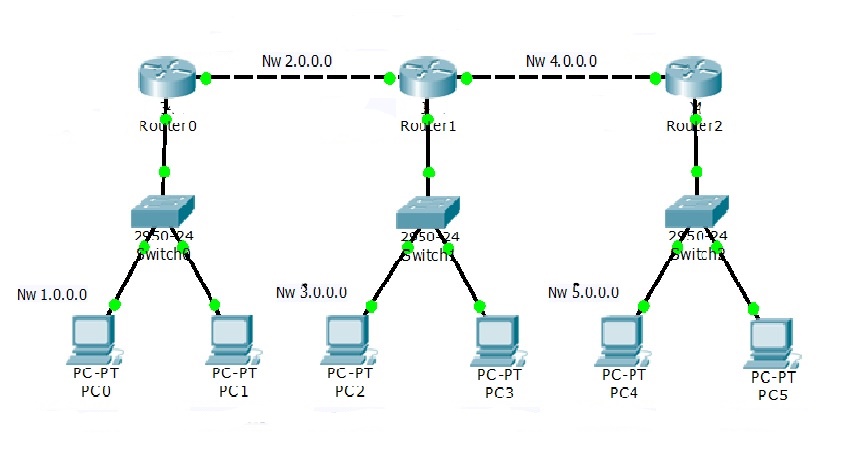 Nw 2.0.0.0
Nw 4.0.0.0
Router0
Router1
Router2
2950-24
Switch0
2950-24
Switch1
2950-24
Switch2
Nw 1.0.0.0
Nw 3.0.0.0
Nw 5.0.0.0
PC-PT
PC0
PC-PT
PC1
PC-PT
PC2
PC-PT
PC3
PC-PT
PC4
PC-PT
PC5